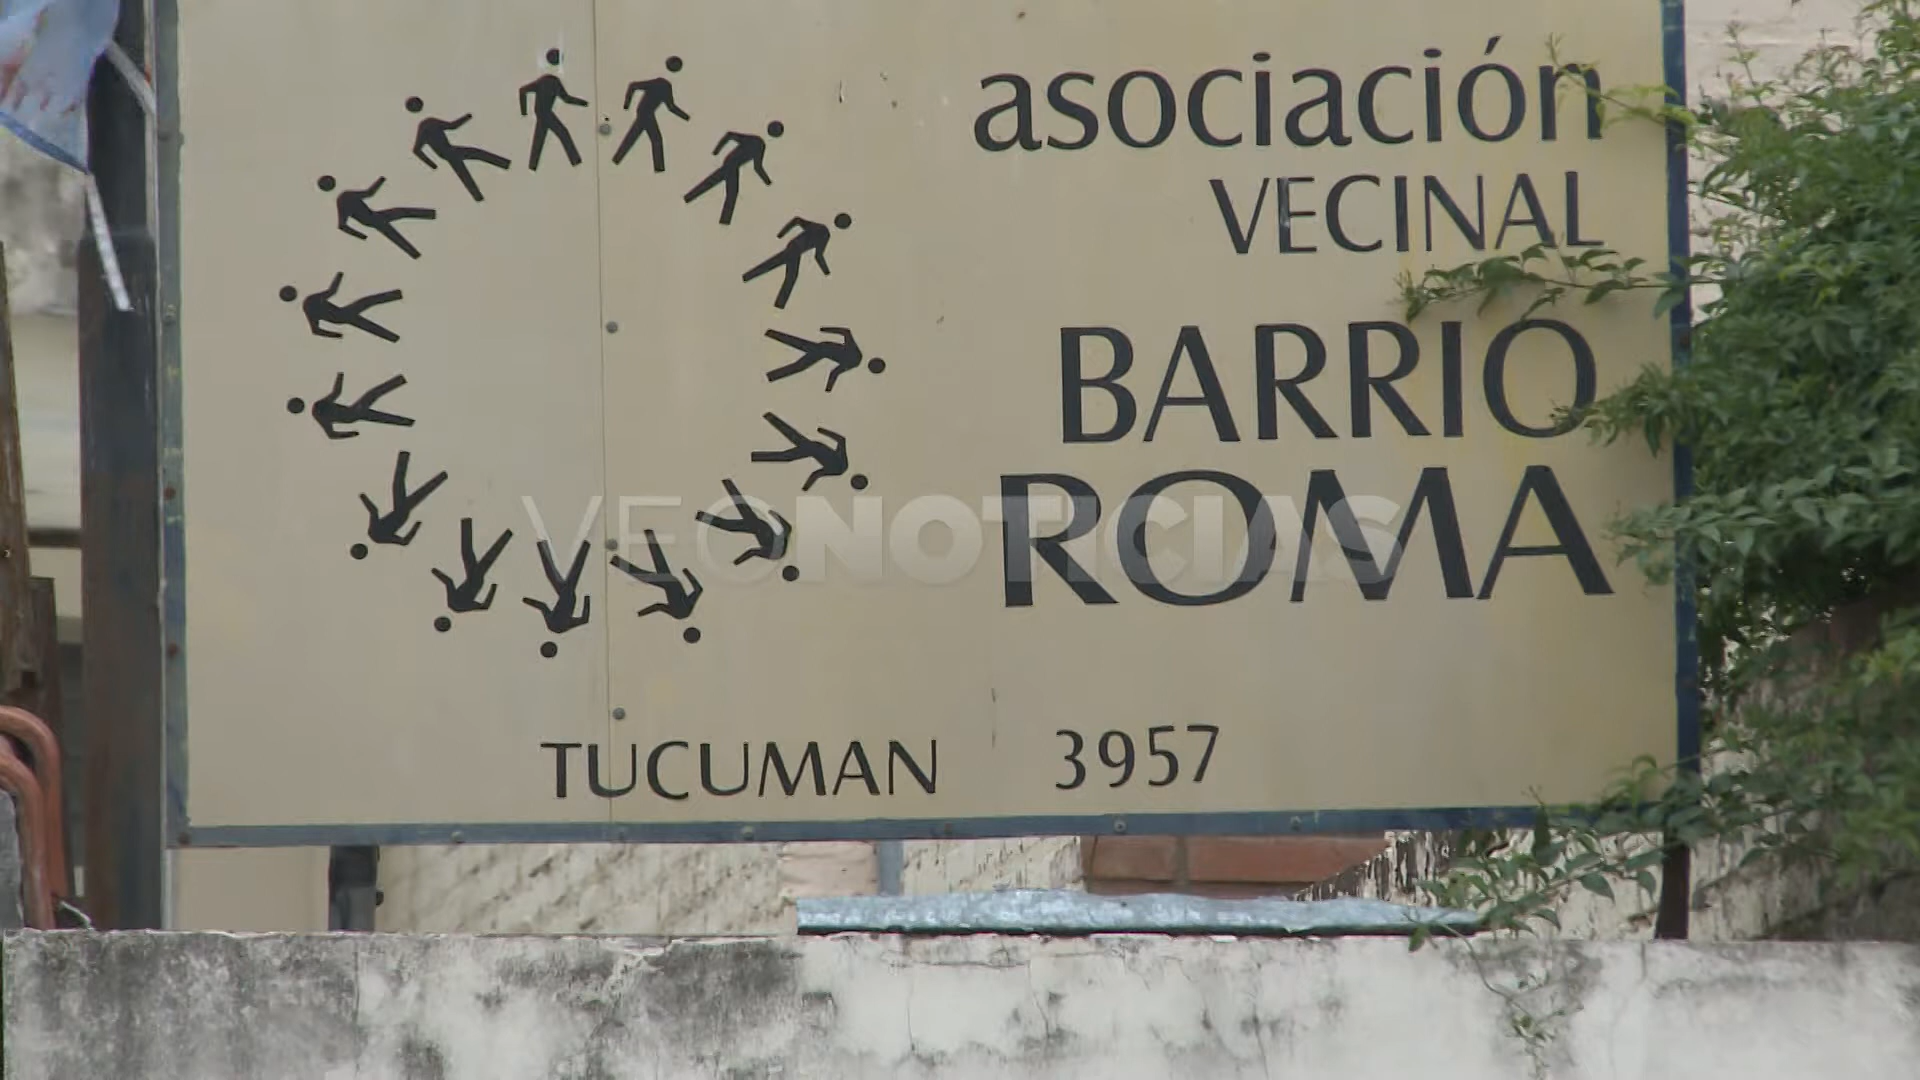 asociación
VECINAL
BARRIO
ROMA
VEONOTICIAS
TUCUMAN 3957